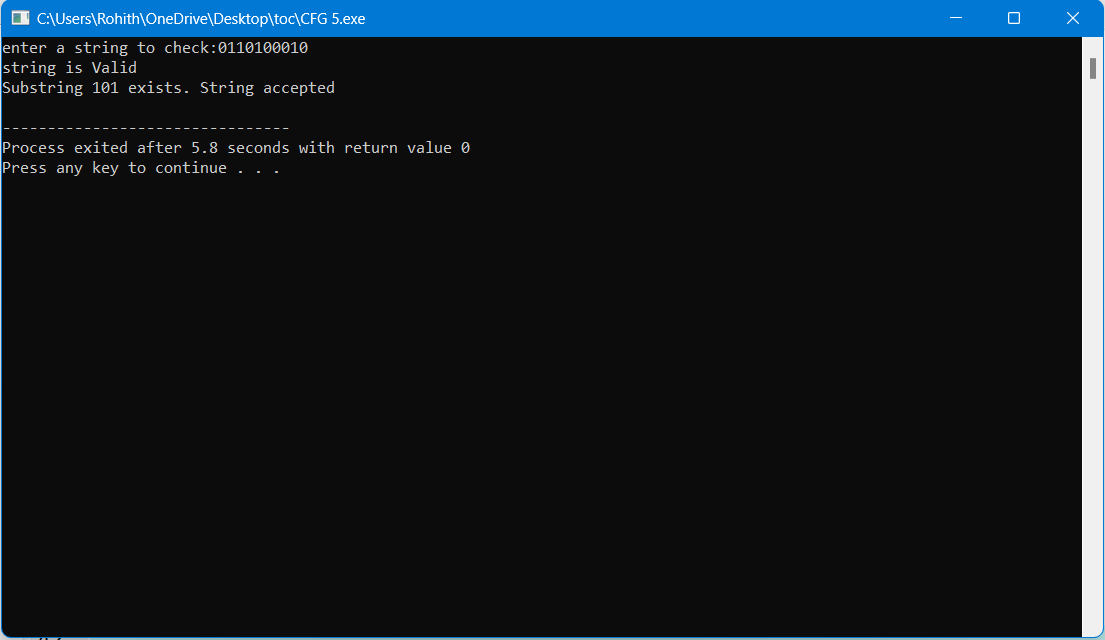 C:\Users\Rohith\OneDrive\Desktop\toc\CFG 5.exe
enter a string to check:0110100010
string is Valid
Substring 101 exists. String accepted
--------------------------------
Process exited after 5.8 seconds with return value 0
Press any key to continue . . .